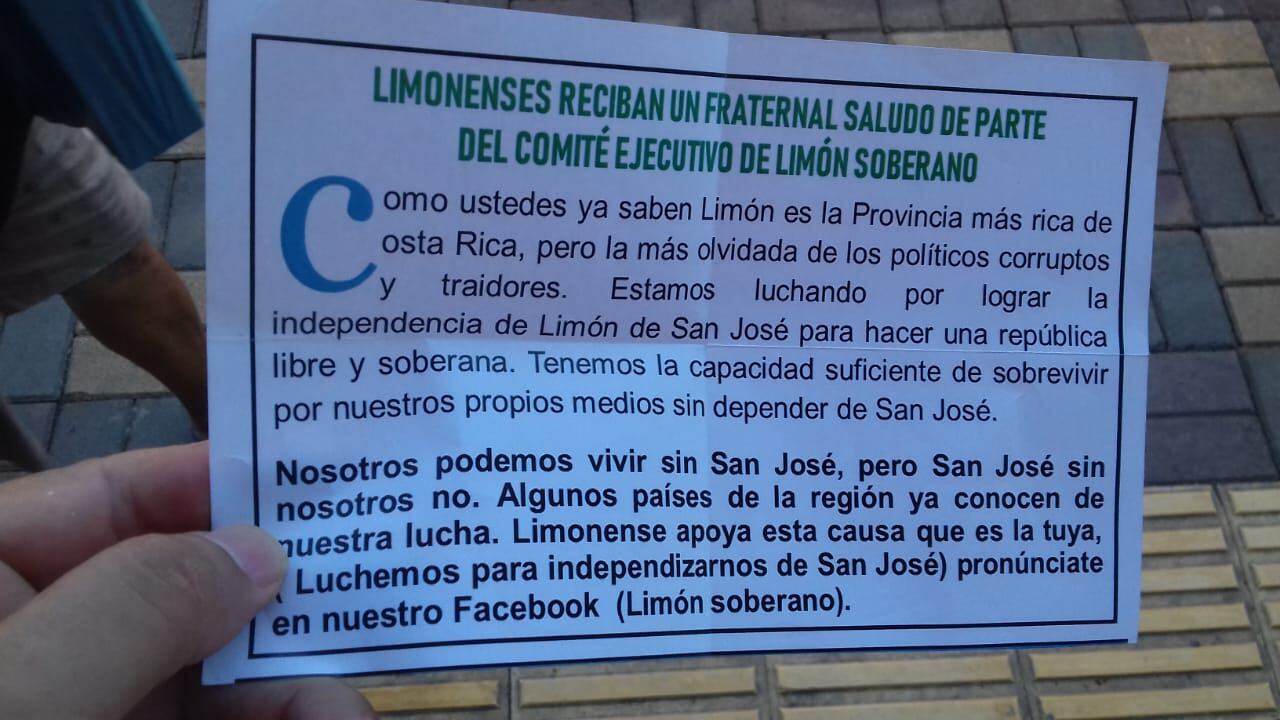 LIMONENSES RECIBAN UN FRATERNAL SALUDO DE PARTE
DEL COMITÉ EJECUTIVO DE LIMÓN SOBERANO
Como ustedes ya saben Limón es la Provincia más rica de
osta Rica, pero la más olvidada de los políticos corruptos
y traidores. Estamos luchando por lograr la
independencia de Limón de San José para hacer una república
libre y soberana. Tenemos la capacidad suficiente de sobrevivir
por nuestros propios medios sin depender de San José.
Nosotros podemos vivir sin San José, pero San José sin
nosotros no. Algunos países de la región ya conocen de
nuestra lucha. Limonense apoya esta causa que es la tuya,
( Luchemos para independizarnos de San José) pronúnciate
en nuestro Facebook (Limón soberano).